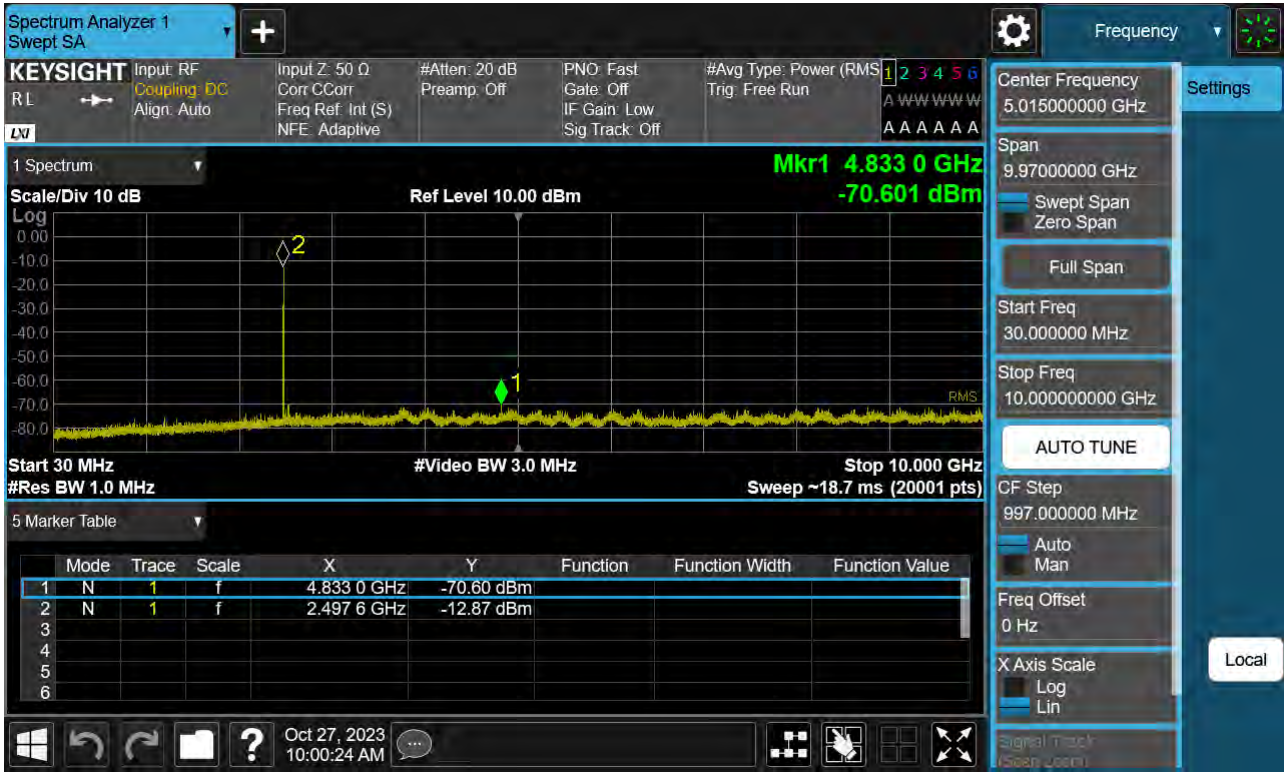 Spectrum Analyzer 1
Swept SA
+
Frequency
KEYSIGHT
RL
LXI
Input: RF
Coupling: DC
Align: Auto
Input Z: 50 Ω
Corr CCorr
Freq Ref: Int (S)
NFE: Adaptive
#Atten: 20 dB
Preamp: Off
PNO: Fast
Gate: Off
IF Gain: Low
Sig Track: Off
#Avg Type: Power (RMS
Trig: Free Run
1 2 3 4 5 6
A W W W W W
A A A A A A
1 Spectrum
Scale/Div 10 dB
Ref Level 10.00 dBm
Mkr1 4.833 0 GHz
-70.601 dBm
Log
0.00
-10.0
-20.0
-30.0
-40.0
-50.0
-60.0
-70.0
-80.0
2
1
RMS
Start 30 MHz
#Video BW 3.0 MHz
Stop 10.000 GHz
#Res BW 1.0 MHz
Sweep ~18.7 ms (20001 pts)
5 Marker Table
Mode Trace Scale X Y Function Function Width Function Value
1 N 1 f 4.833 0 GHz -70.60 dBm
2 N 1 f 2.497 6 GHz -12.87 dBm
3
4
5
6
Center Frequency
5.015000000 GHz
Settings
Span
9.97000000 GHz
Swept Span
Zero Span
Full Span
Start Freq
30.000000 MHz
Stop Freq
10.000000000 GHz
AUTO TUNE
CF Step
997.000000 MHz
Auto
Man
Freq Offset
0 Hz
X Axis Scale
Log
Lin
Signal Track
(Span Zoom)
Local
?
Oct 27, 2023
10:00:24 AM